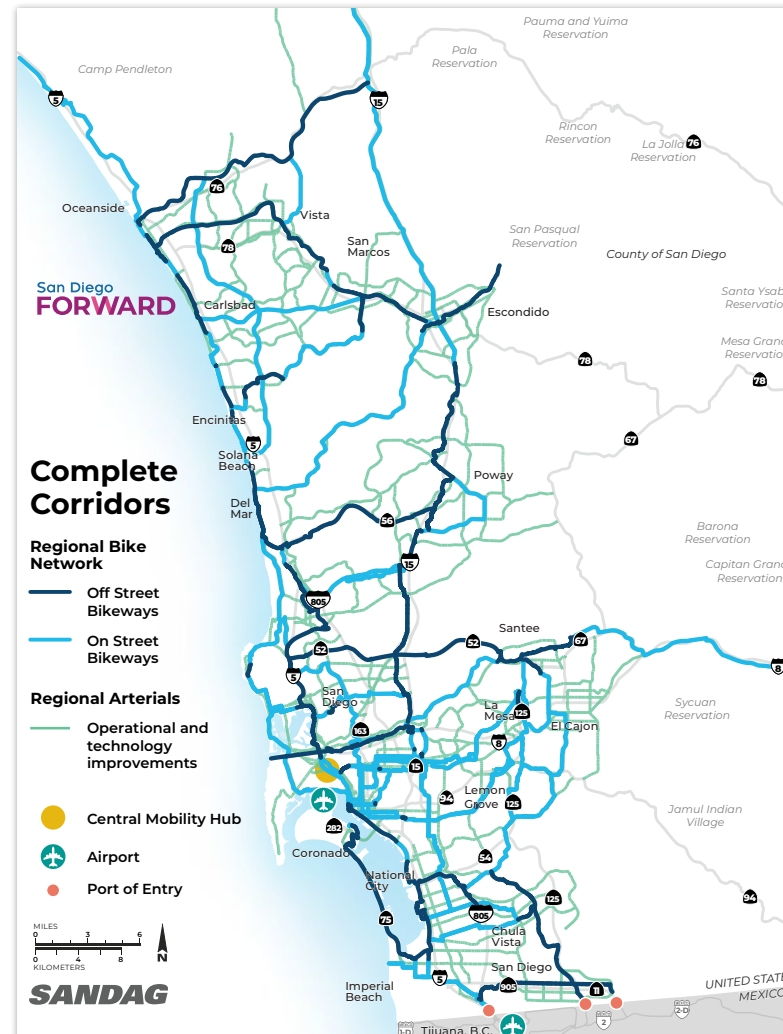 Pauma and Yuima
Reservation
Pala
Reservation
Camp Pendleton
5
15
Rincon
Reservation
La Jolla
Reservation
76
76
Oceanside
Vista
San
Marcos
78
San Pasqual
Reservation
County of San Diego
San Diego
FORWARD
Carlsbad
Escondido
Mesa Gran
Reservatio
78
78
Encinitas
5
67
Solana
Beach
Complete
Corridors
Poway
Del
Mar
56
Barona
Reservation
Capitan Gran
Reservation
Regional Bike
Network
Off Street
Bikeways
On Street
Bikeways
15
805
Santee
52
52
67
8
5
Regional Arterials
Operational and
technology
improvements
San
Diego
La
Mesa
125
Sycuan
Reservation
El Cajon
163
8
15
Central Mobility Hub
94
Lemon
Grove
125
282
Jamul Indian
Village
Airport
Coronado
54
Port of Entry
National
City
125
94
75
805
Chula
Vista
MILES
0 3 6
0 4 8
KILOMETERS
N
San Diego
SANDAG
Imperial
Beach
5
905
11
UNITED STATE
MEXICO
2
2-D
1-D
Tijuana, B.C.